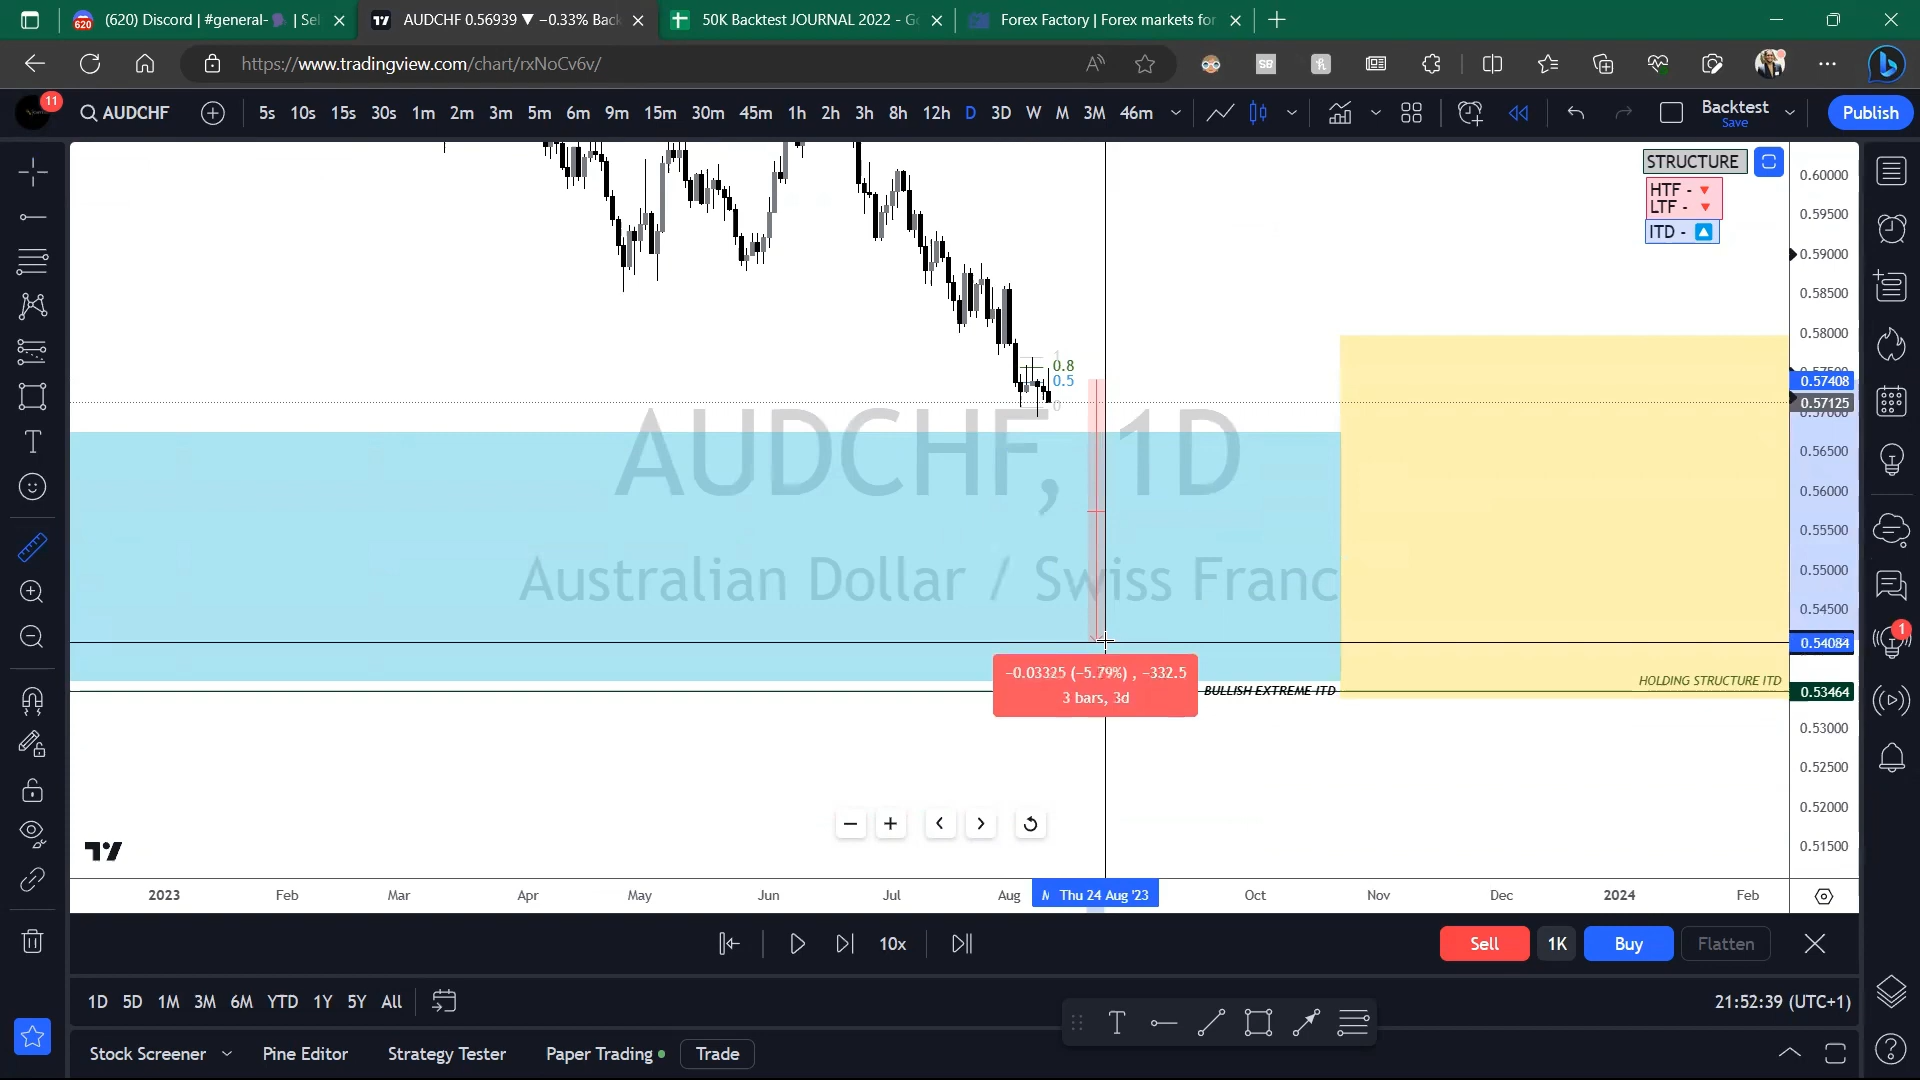 (620) Discord | #general- | Se
AUDCHF 0.56939 ▼ −0.33% Back
50K Backtest JOURNAL 2022 - Go
Forex Factory | Forex markets for
https://www.tradingview.com/chart/rxNoCv6v/
11
AUDCHF
5s 10s 15s 30s 1m 2m 3m 5m 6m 9m 15m 30m 45m 1h 2h 3h 8h 12h D 3D W M 3M 46m
Backtest
Save
Publish
STRUCTURE
HTF - 🔻
LTF - 🔻
ITD - 🔼
0.60000
0.59500
0.59000
0.58500
0.58000
0.57408
0.57125
0.56500
0.56000
0.55500
0.55000
0.54500
0.54084
0.53464
0.53000
0.52500
0.52000
0.51500
1
0.8
0.5
0
AUDCHF, 1D
Australian Dollar / Swiss Franc
−0.03325 (−5.79%) , −332.5
3 bars, 3d
BULLISH EXTREME ITD
HOLDING STRUCTURE ITD
2023 Feb Mar Apr May Jun Jul Aug Thu 24 Aug '23 Oct Nov Dec 2024 Feb
10x
Sell 1K Buy Flatten
1D 5D 1M 3M 6M YTD 1Y 5Y All
21:52:39 (UTC+1)
Stock Screener Pine Editor Strategy Tester Paper Trading Trade
1